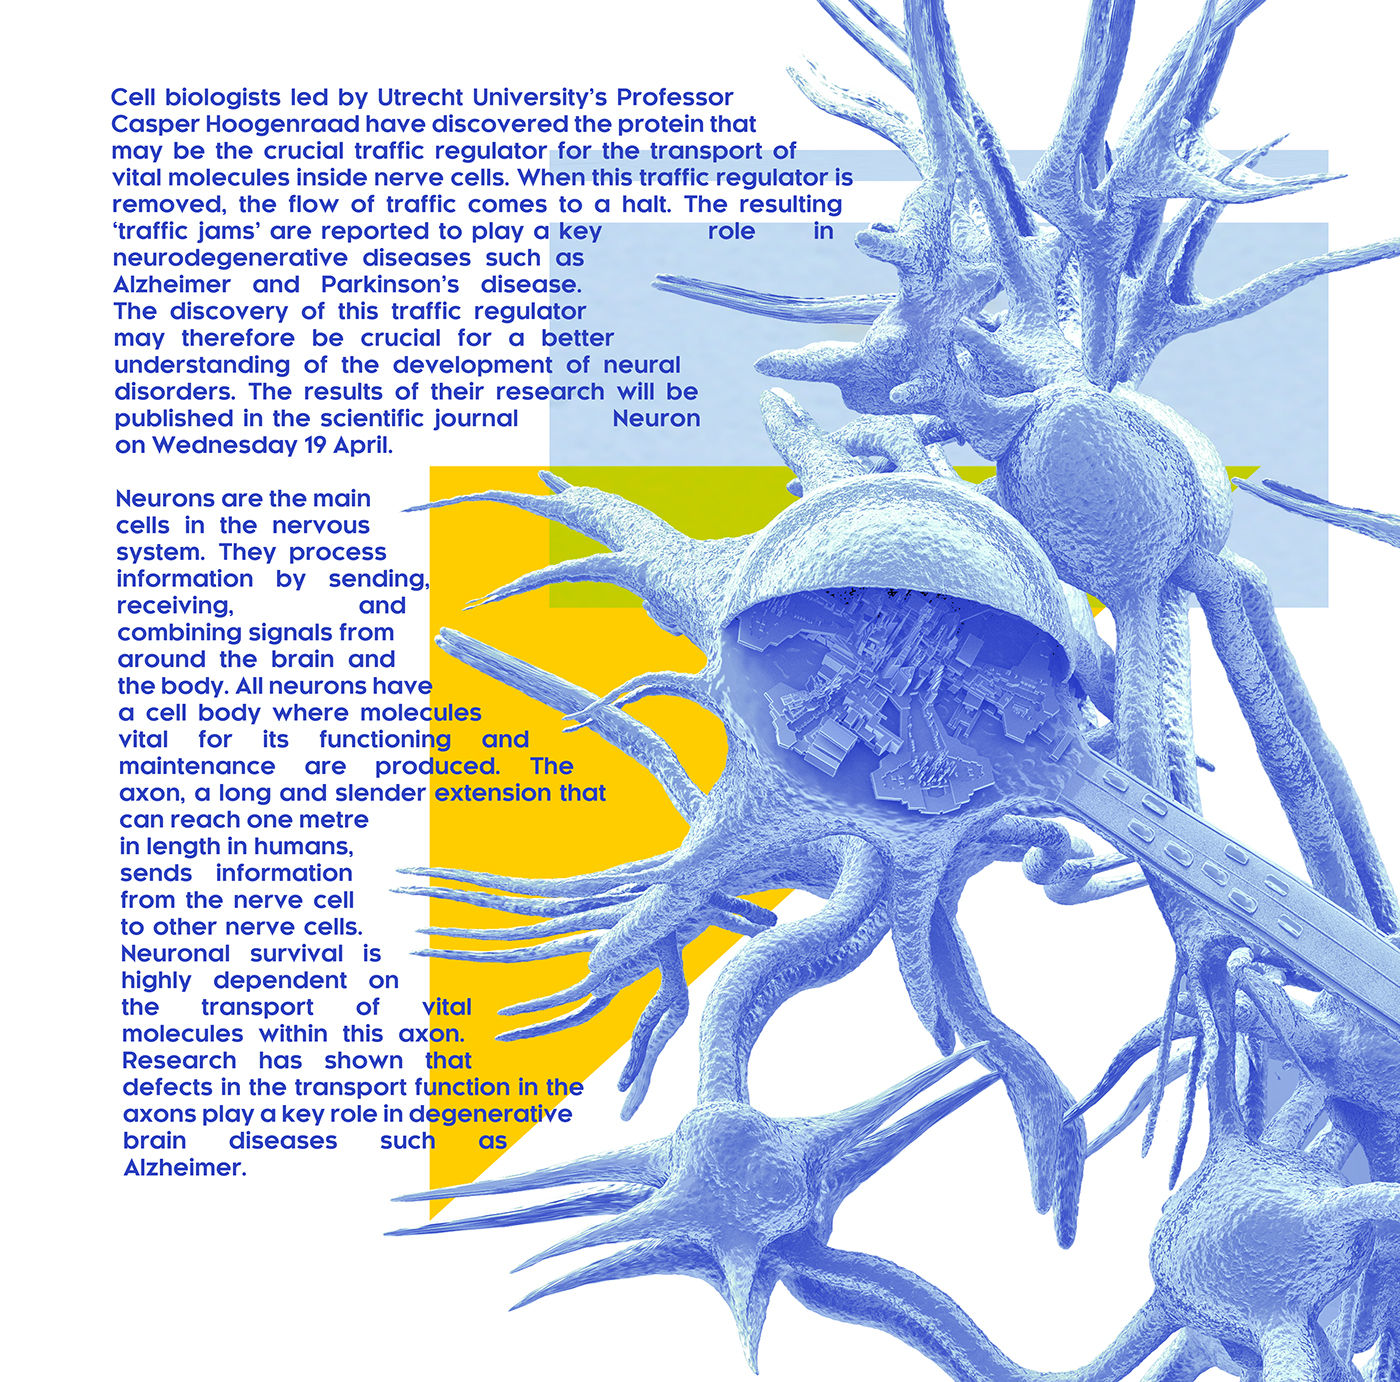 Cell biologists led by Utrecht University’s Professor
Casper Hoogenraad have discovered the protein that
may be the crucial traffic regulator for the transport of
vital molecules inside nerve cells. When this traffic regulator is
removed, the flow of traffic comes to a halt. The resulting
‘traffic jams’ are reported to play a key role in
neurodegenerative diseases such as
Alzheimer and Parkinson’s disease.
The discovery of this traffic regulator
may therefore be crucial for a better
understanding of the development of neural
disorders. The results of their research will be
published in the scientific journal Neuron
on Wednesday 19 April.
Neurons are the main
cells in the nervous
system. They process
information by sending,
receiving, and
combining signals from
around the brain and
the body. All neurons have
a cell body where molecules
vital for its functioning and
maintenance are produced. The
axon, a long and slender extension that
can reach one metre
in length in humans,
sends information
from the nerve cell
to other nerve cells.
Neuronal survival is
highly dependent on
the transport of vital
molecules within this axon.
Research has shown that
defects in the transport function in the
axons play a key role in degenerative
brain diseases such as
Alzheimer.